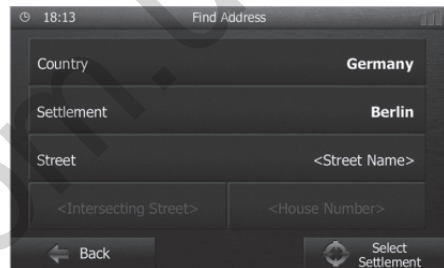 18:13 Find Address
Country Germany
Settlement Berlin
Street <Street Name>
<Intersecting Street> <House Number>
Back Select
Settlement